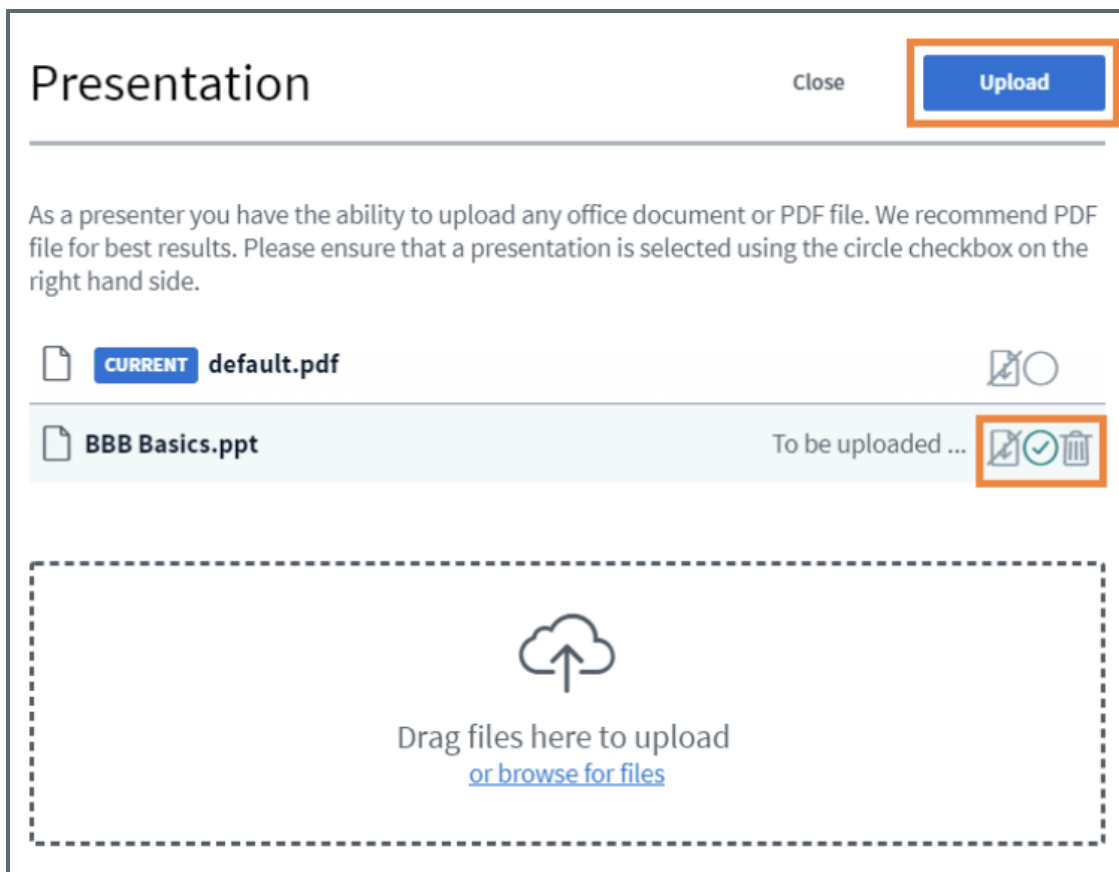 Presentation
Close
Upload
As a presenter you have the ability to upload any office document or PDF file. We recommend PDF
file for best results. Please ensure that a presentation is selected using the circle checkbox on the
right hand side.
CURRENT default.pdf
BBB Basics.ppt To be uploaded ...
Drag files here to upload
or browse for files